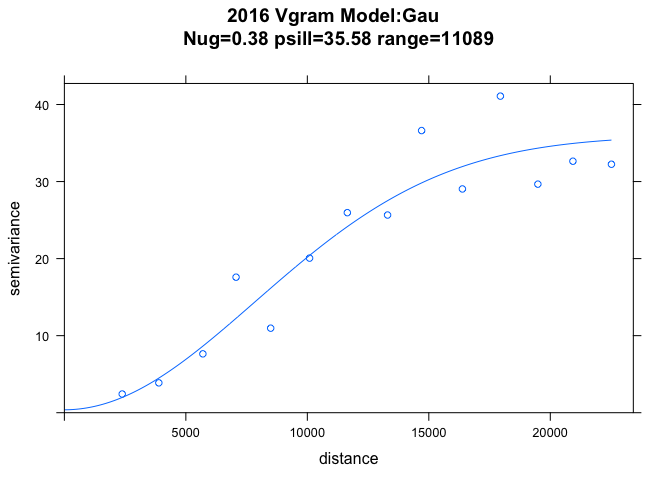 2016 Vgram Model:Gau
Nug=0.38 psill=35.58 range=11089
40
30
20
10
semivariance
5000 10000 15000 20000
distance